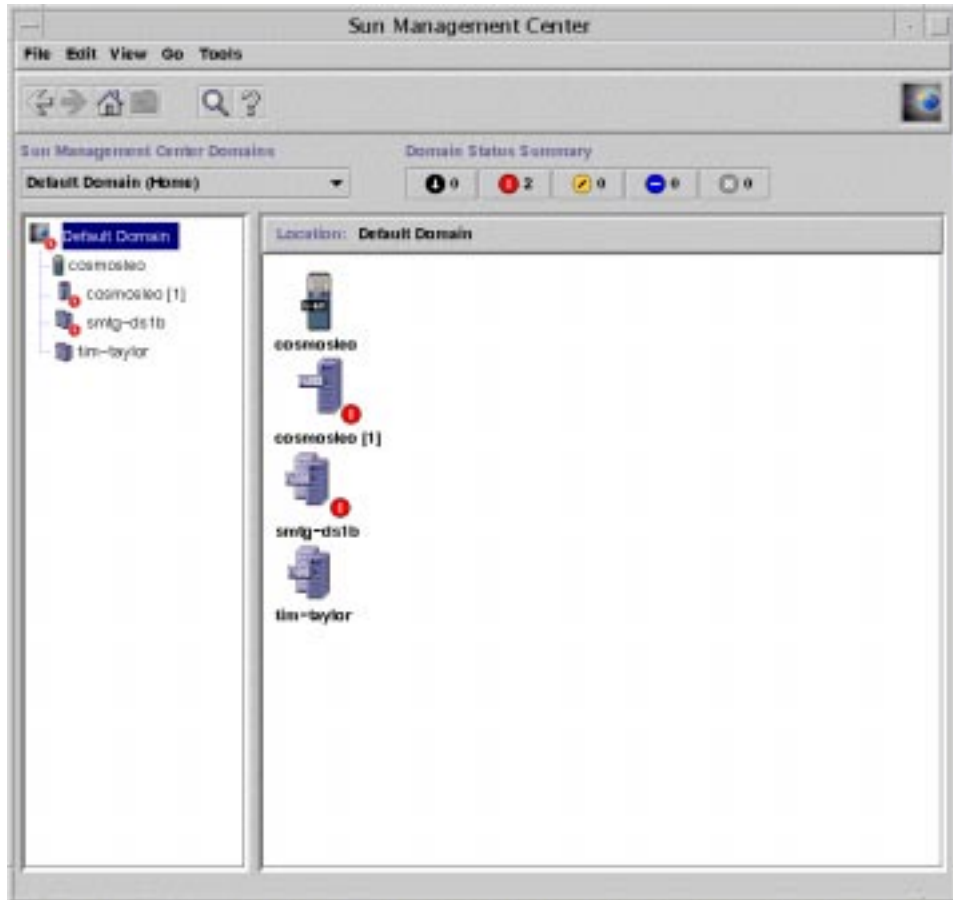 Sun Management Center
File Edit View Go Tools
Sun Management Center Domains
Domain Status Summary
Default Domain (Home)
0 2 0 0 0
Default Domain
cosmosleo
cosmosleo [1]
smtg-ds1b
tim-taylor
Location: Default Domain
cosmosleo
cosmosleo [1]
smtg-ds1b
tim-taylor